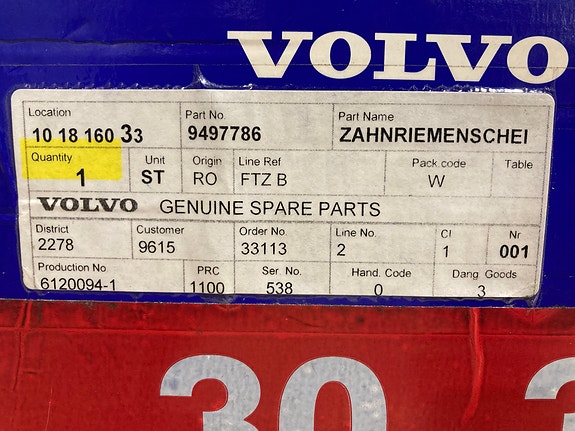 VOLVO
Location Part No Part Name
10 18 160 33 9497786 ZAHNRIEMENSCHEI
Quantity Unit Origin Line Ref Pack code Table
1 ST RO FTZ B W
VOLVO GENUINE SPARE PARTS
District Customer Order No. Line No. CI Nr
2278 9615 33113 2 1 001
Production No. PRC Ser. No. Hand. Code Dang. Goods
6120094-1 1100 538 0 3
30